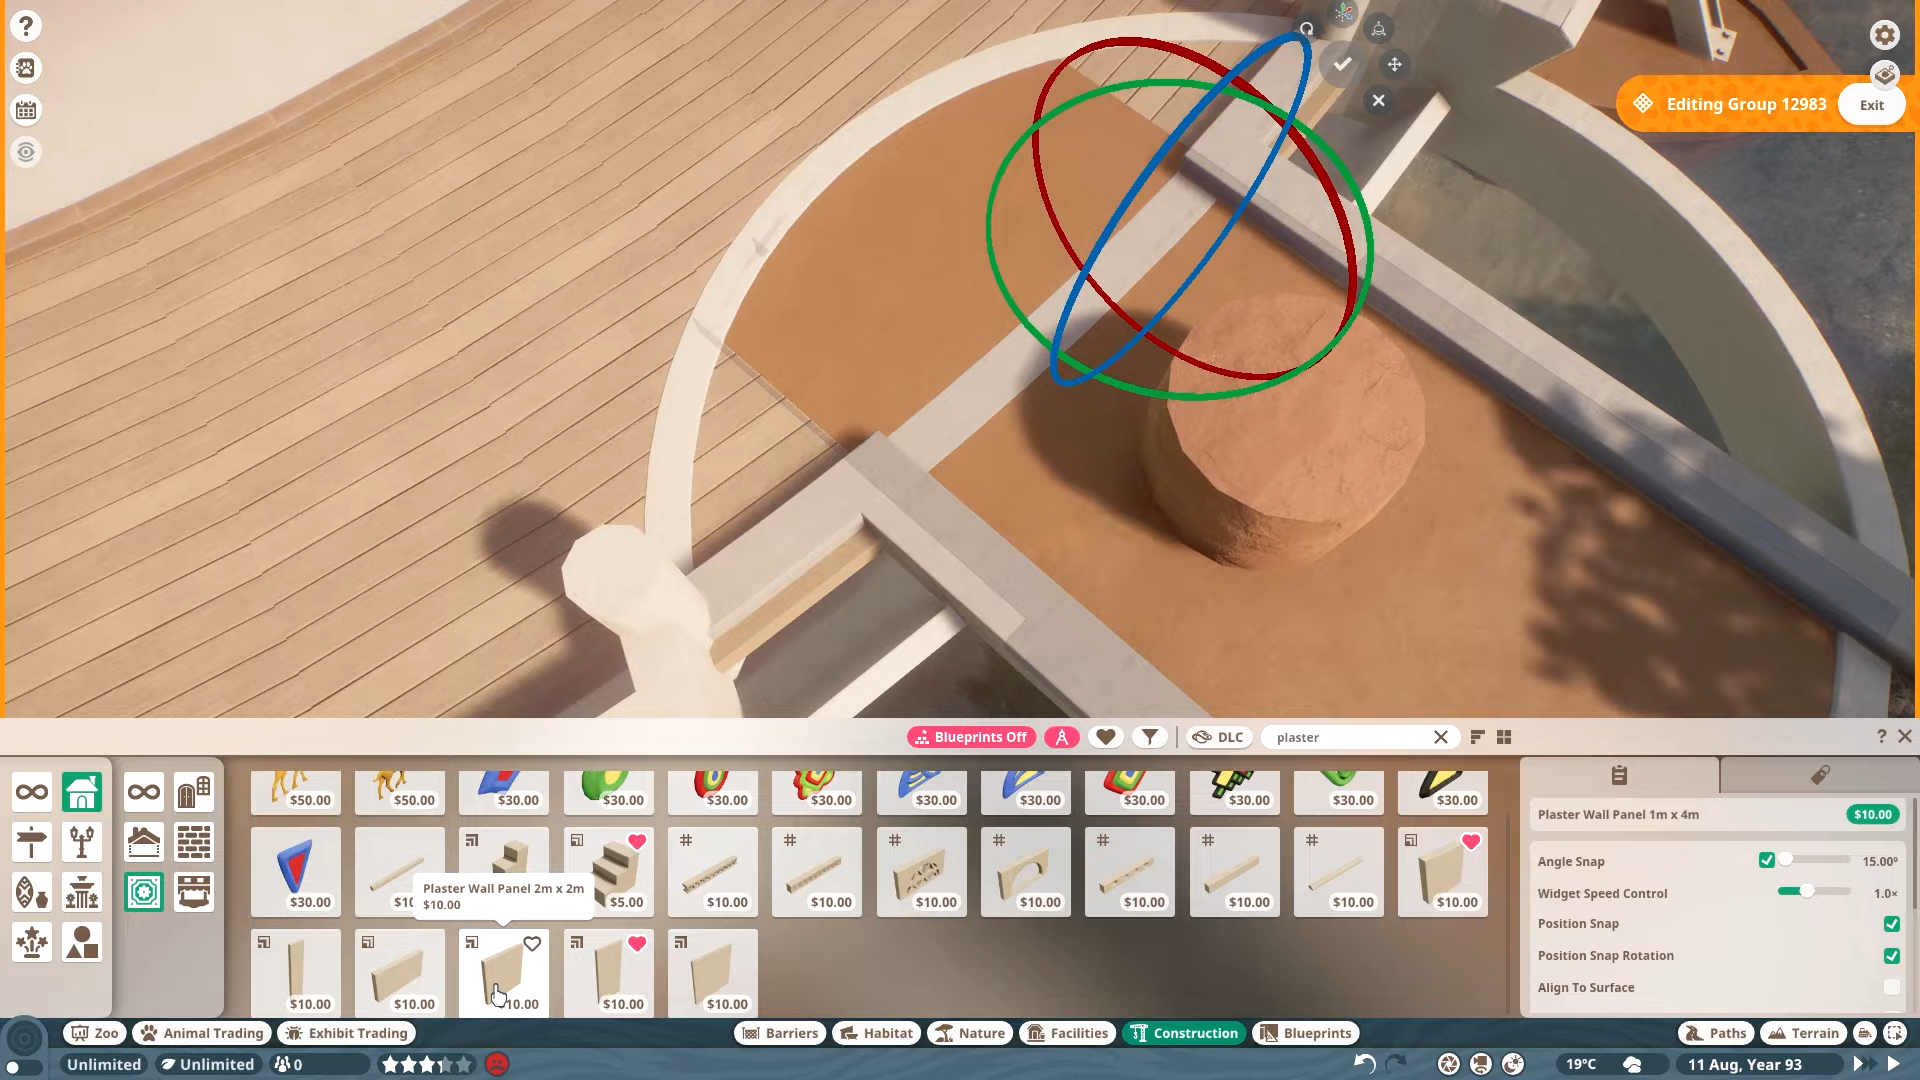 ?
Editing Group 12983
Exit
Blueprints Off
DLC
plaster
?
$50.00
$50.00
$30.00
$30.00
$30.00
$30.00
$30.00
$30.00
$30.00
$30.00
$30.00
$30.00
$30.00
$10
$5.00
$10.00
$10.00
$10.00
$10.00
$10.00
$10.00
$10.00
$10.00
Plaster Wall Panel 2m x 2m
$10.00
$10.00
$10.00
10.00
$10.00
$10.00
Plaster Wall Panel 1m x 4m
$10.00
Angle Snap
15.00º
Widget Speed Control
1.0×
Position Snap
Position Snap Rotation
Align To Surface
Zoo
Animal Trading
Exhibit Trading
Barriers
Habitat
Nature
Facilities
Construction
Blueprints
Paths
Terrain
Unlimited
Unlimited
0
19°C
11 Aug, Year 93